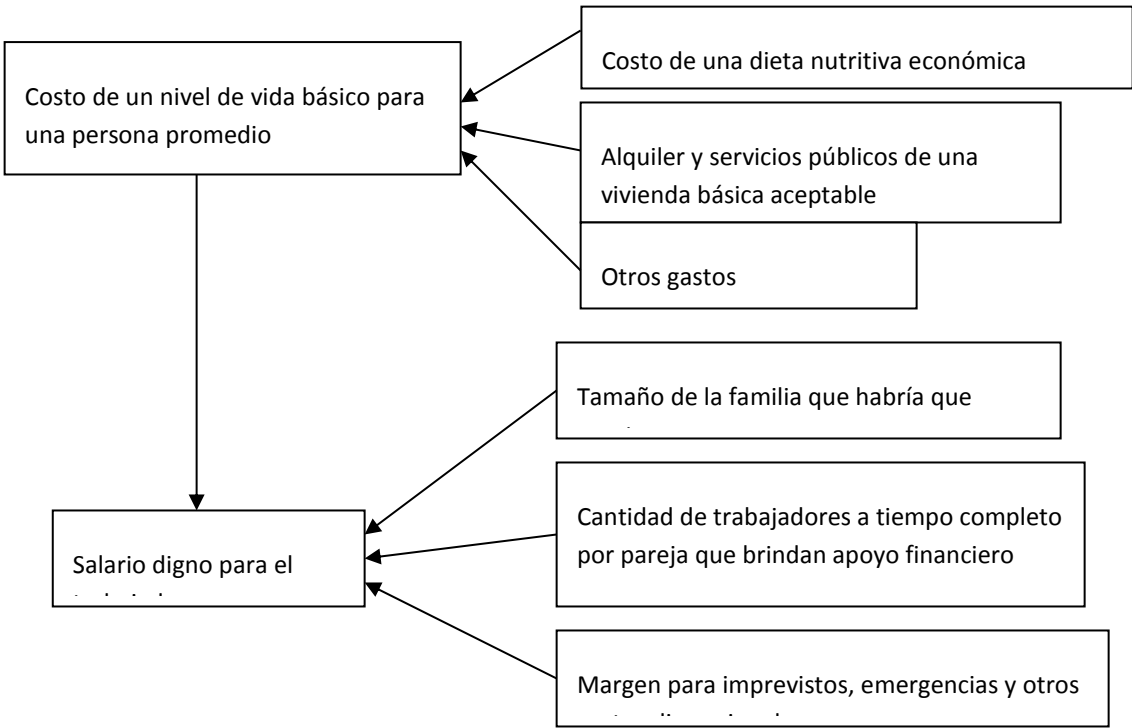 Costo de una dieta nutritiva económica
Costo de un nivel de vida básico para
una persona promedio
Alquiler y servicios públicos de una
vivienda básica aceptable
Otros gastos
Tamaño de la familia que habría que
Cantidad de trabajadores a tiempo completo
por pareja que brindan apoyo financiero
Salario digno para el
Margen para imprevistos, emergencias y otros